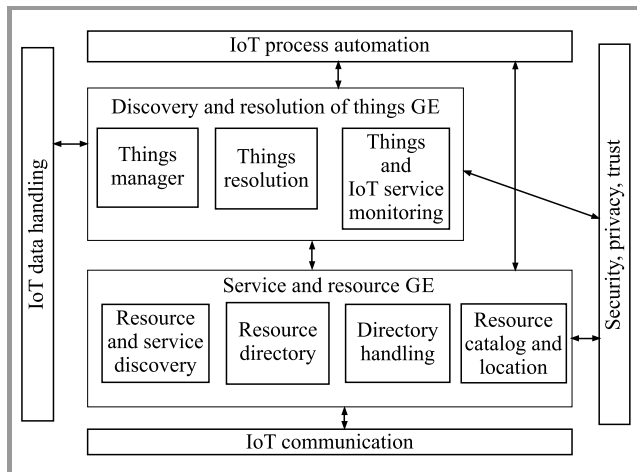 IoT process automation
IoT data handling
Discovery and resolution of things GE
Things
manager
Things
resolution
Things
and
IoT service
monitoring
Security, privacy, trust
Service and resource GE
Resource
and service
discovery
Resource
directory
Directory
handling
Resource
catalog and
location
IoT communication